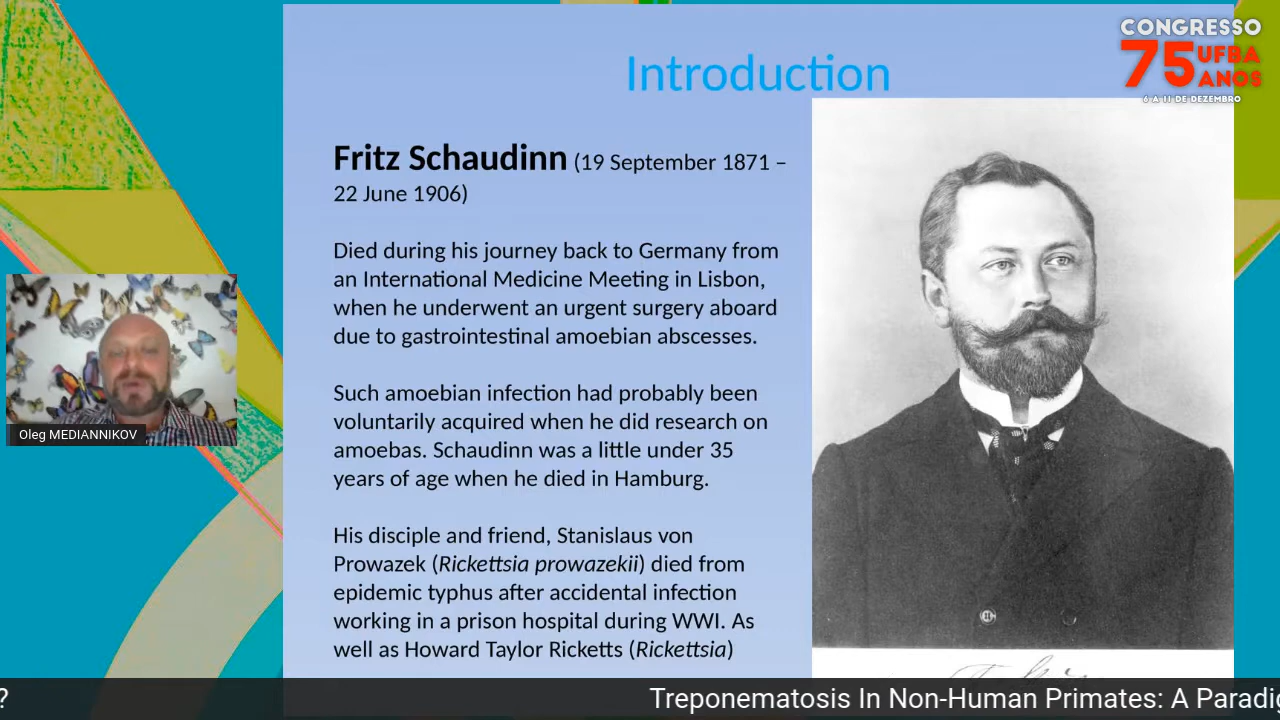 CONGRESSO
75 UFBA
ANOS
6 A 11 DE DEZEMBRO
Introduction
Fritz Schaudinn (19 September 1871 –
22 June 1906)
Died during his journey back to Germany from
an International Medicine Meeting in Lisbon,
when he underwent an urgent surgery aboard
due to gastrointestinal amoebian abscesses.
Such amoebian infection had probably been
voluntarily acquired when he did research on
amoebas. Schaudinn was a little under 35
years of age when he died in Hamburg.
His disciple and friend, Stanislaus von
Prowazek (Rickettsia prowazekii) died from
epidemic typhus after accidental infection
working in a prison hospital during WWI. As
well as Howard Taylor Ricketts (Rickettsia)
Oleg MEDIANNIKOV
? Treponematosis In Non-Human Primates: A Paradig